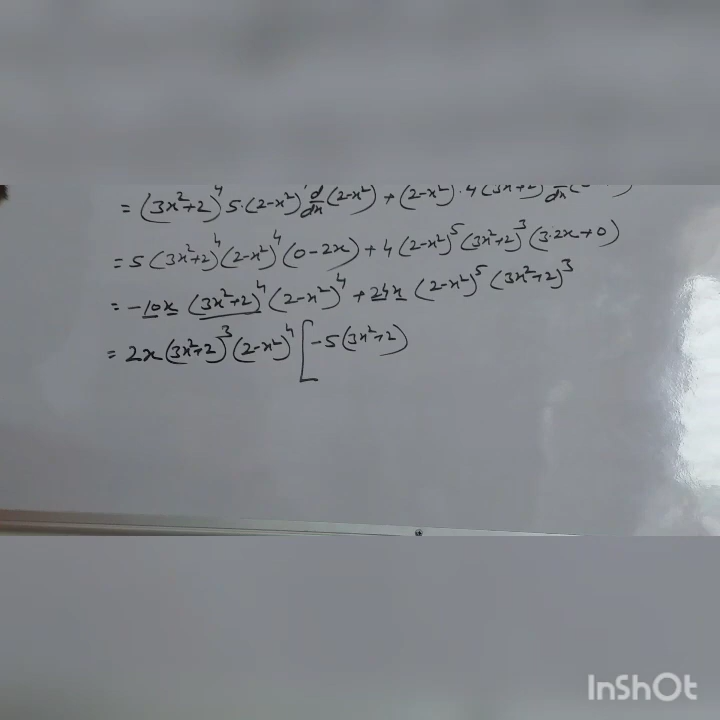 = (3x²+2)⁴ 5·(2-x²)⁴ d/dx (2-x²) + (2-x²)· 4
= 5 (3x²+2)⁴ (2-x²)⁴ (0-2x) + 4 (2-x²)⁵ (3x²+2)³ (3·2x+0)
= -10x (3x²+2)⁴ (2-x²)⁴ + 24x (2-x²)⁵ (3x²+2)³
= 2x (3x²+2)³ (2-x²)⁴ [ -5 (3x²+2)
InShOt